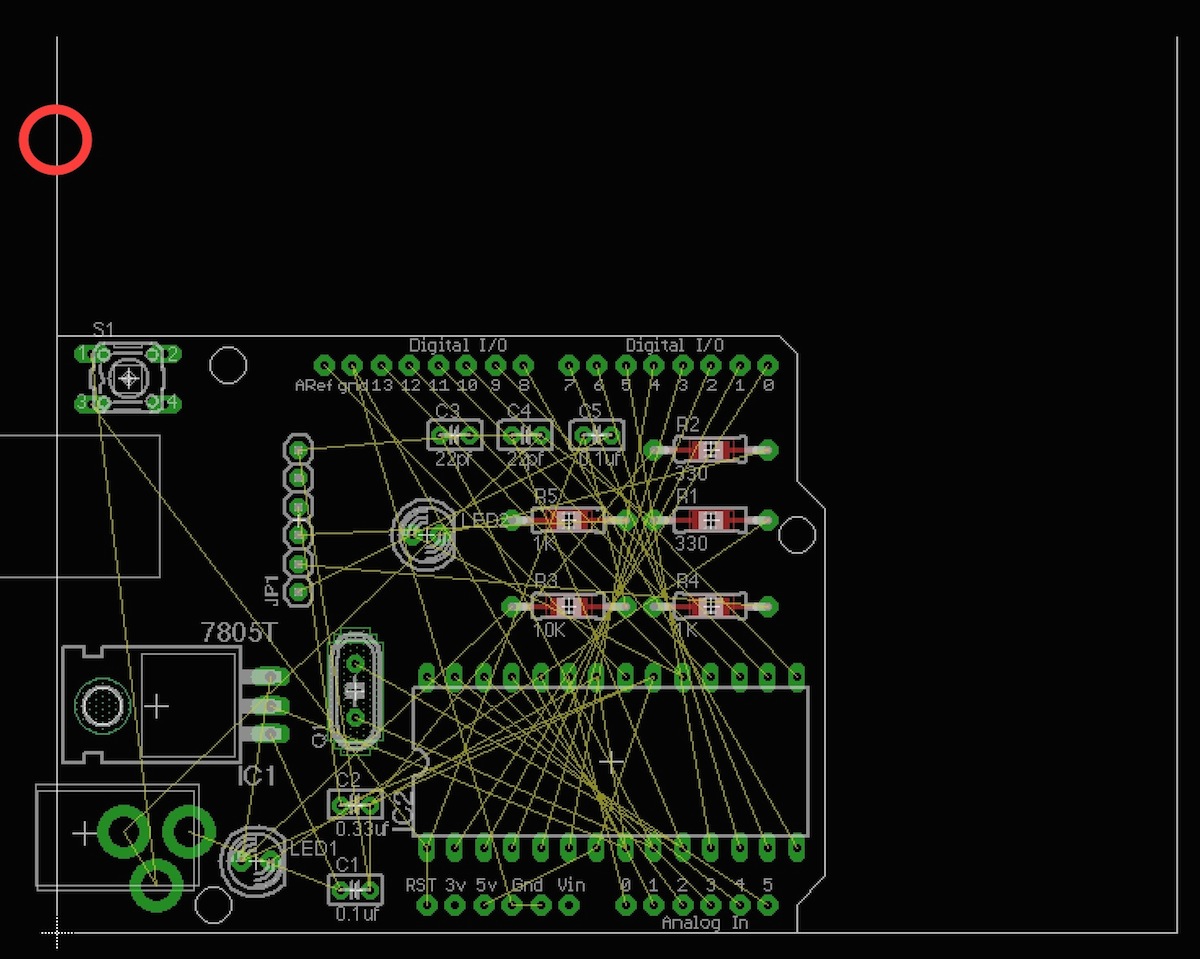 S1
1 2
3 4
Digital I/O Digital I/O
ARef gnd 13 12 11 10 9 8 7 6 5 4 3 2 1 0
C3 C4 C5
22pf 22pf 0.1uf
R2
330
R5 R1
LED2
1K 330
JP1
R3 R4
10K 1K
7805T
IC1
C2
0.33uf
IC2
LED1
C1
0.1uf
RST 3v 5v Gnd Vin 0 1 2 3 4 5
Analog In